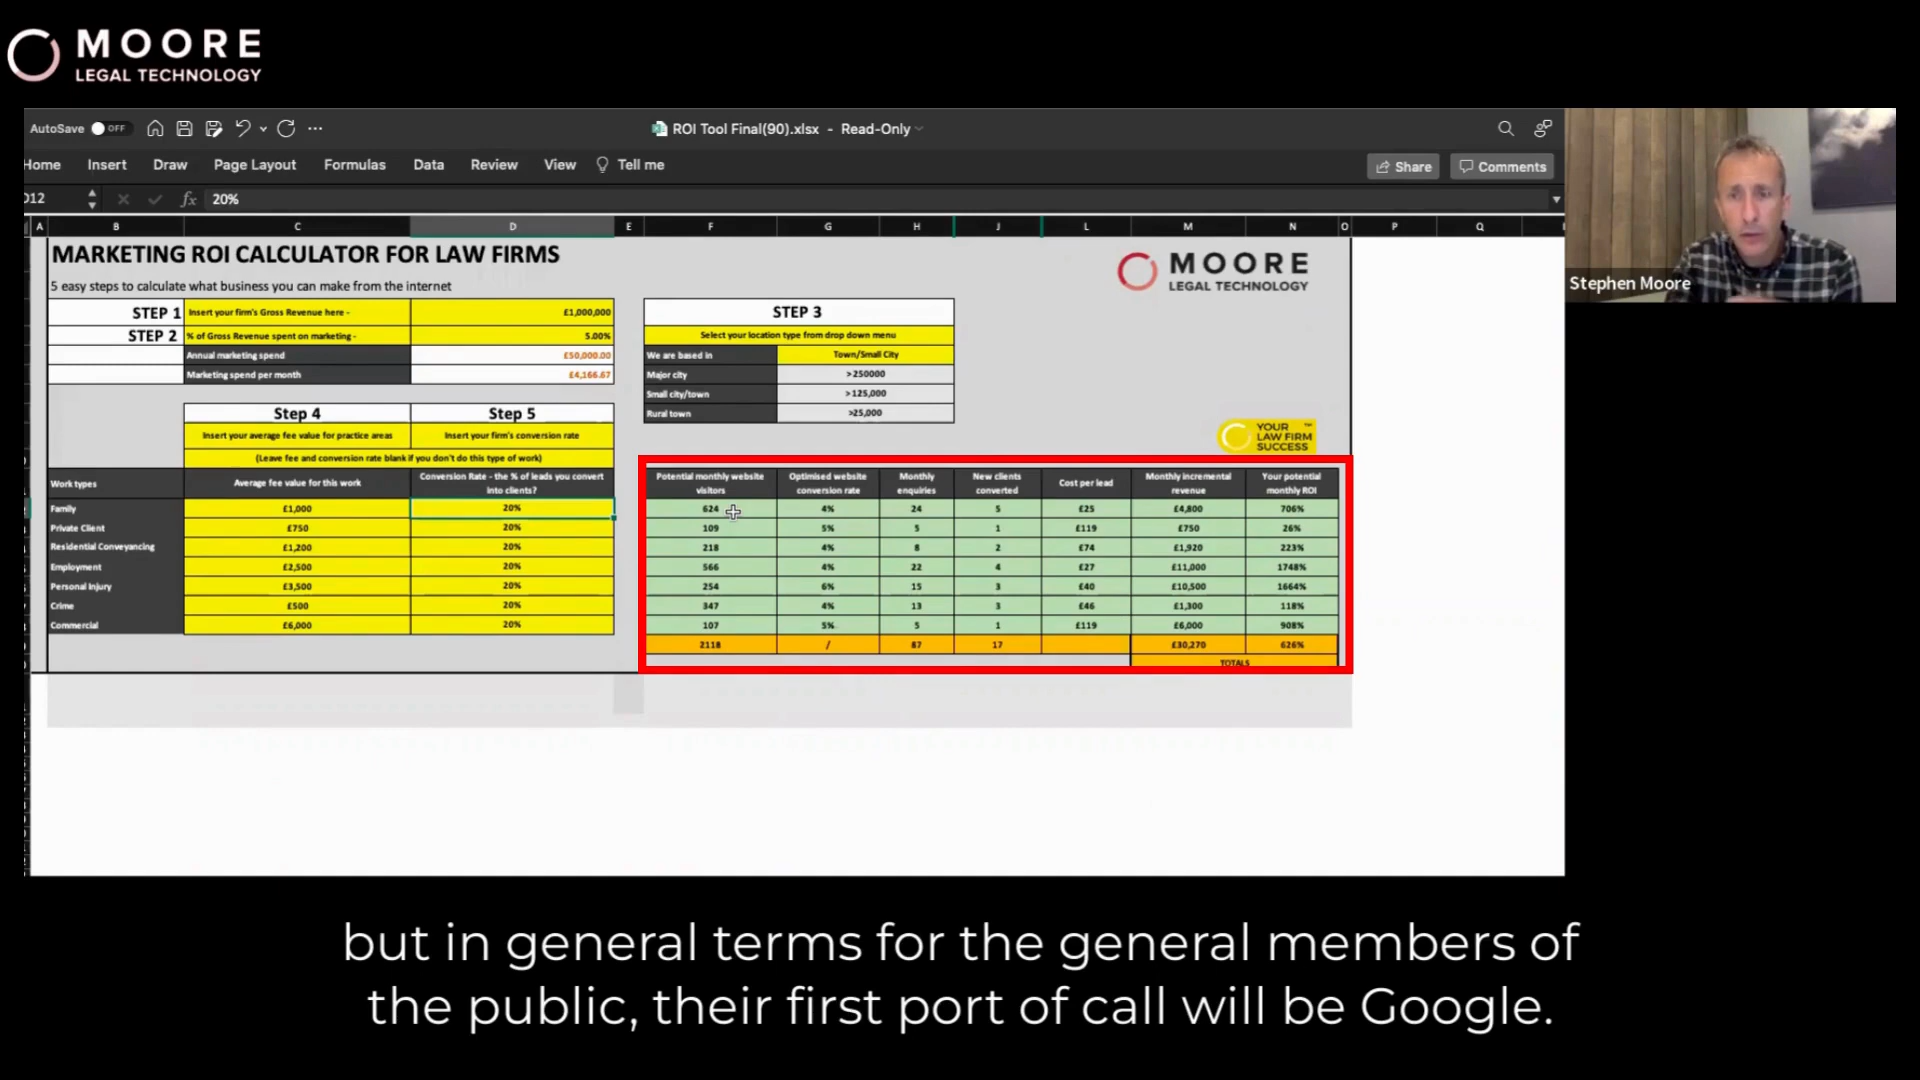 MOORE
LEGAL TECHNOLOGY
AutoSave OFF
ROI Tool Final(90).xlsx - Read-Only
Home Insert Draw Page Layout Formulas Data Review View Tell me
Share Comments
D12 fx 20%
A B C D E F G H J L M N O P Q
MARKETING ROI CALCULATOR FOR LAW FIRMS
5 easy steps to calculate what business you can make from the internet
MOORE
LEGAL TECHNOLOGY
Stephen Moore
STEP 1 Insert your firm's Gross Revenue here - £1,000,000
STEP 2 % of Gross Revenue spent on marketing - 5.00%
Annual marketing spend £50,000.00
Marketing spend per month £4,166.67
STEP 3
Select your location type from drop down menu
We are based in Town/Small City
Major city >250000
Small city/town >125,000
Rural town >25,000
Step 4 Step 5
Insert your average fee value for practice areas Insert your firm's conversion rate
(Leave fee and conversion rate blank if you don't do this type of work)
YOUR ™
LAW FIRM
SUCCESS
Work types Average fee value for this work Conversion Rate - the % of leads you convert into clients? Potential monthly website visitors Optimised website conversion rate Monthly enquiries New clients converted Cost per lead Monthly incremental revenue Your potential monthly ROI
Family £1,000 20% 624 4% 24 5 £25 £4,800 706%
Private Client £750 20% 109 5% 5 1 £119 £750 26%
Residential Conveyancing £1,200 20% 218 4% 8 2 £74 £1,920 223%
Employment £2,500 20% 566 4% 22 4 £27 £11,000 1748%
Personal Injury £3,500 20% 254 6% 15 3 £40 £10,500 1664%
Crime £500 20% 347 4% 13 3 £46 £1,300 118%
Commercial £6,000 20% 107 5% 5 1 £119 £6,000 908%
2118 / 87 17 £30,270 626%
TOTALS
but in general terms for the general members of
the public, their first port of call will be Google.